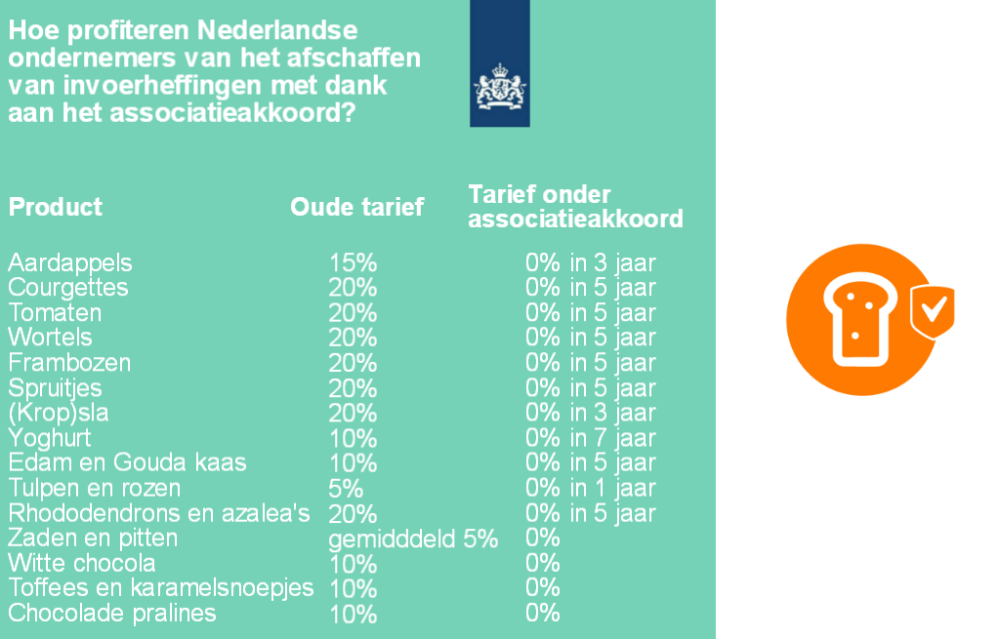 Hoe profiteren Nederlandse
ondernemers van het afschaffen
van invoerheffingen met dank
aan het associatieakkoord?
Product Oude tarief Tarief onder associatieakkoord
Aardappels 15% 0% in 3 jaar
Courgettes 20% 0% in 5 jaar
Tomaten 20% 0% in 5 jaar
Wortels 20% 0% in 5 jaar
Frambozen 20% 0% in 5 jaar
Spruitjes 20% 0% in 5 jaar
(Krop)sla 20% 0% in 3 jaar
Yoghurt 10% 0% in 7 jaar
Edam en Gouda kaas 10% 0% in 5 jaar
Tulpen en rozen 5% 0% in 1 jaar
Rhododendrons en azalea's 20% 0% in 5 jaar
Zaden en pitten gemidddeld 5% 0%
Witte chocola 10% 0%
Toffees en karamelsnoepjes 10% 0%
Chocolade pralines 10% 0%